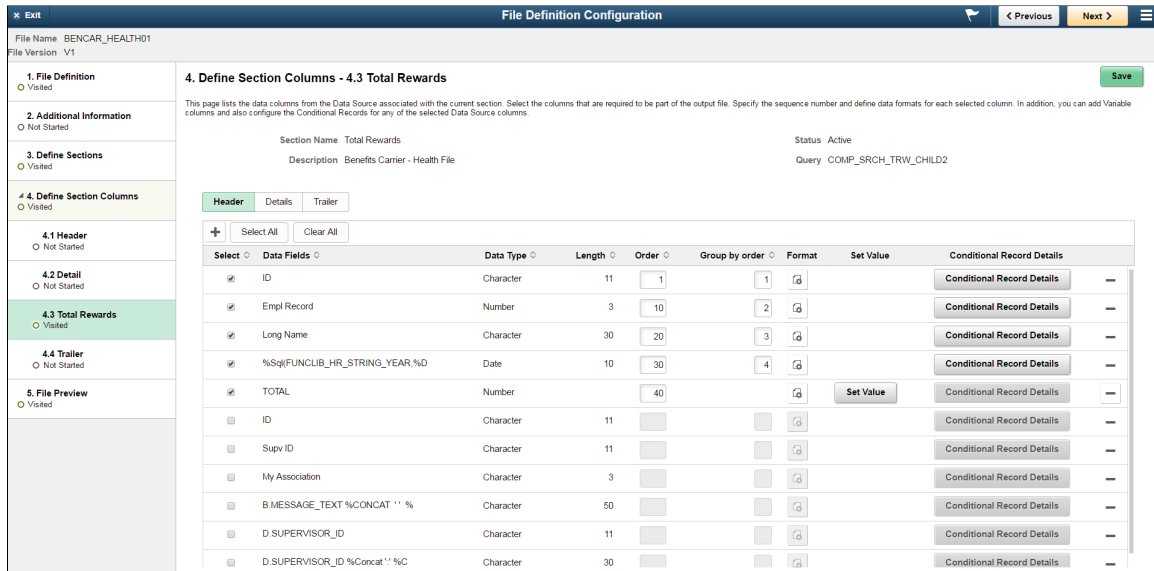 × Exit
File Definition Configuration
Previous
Next
File Name BENCAR_HEALTH01
File Version V1
1. File Definition
Visited
2. Additional Information
Not Started
3. Define Sections
Visited
4. Define Section Columns
Visited
4.1 Header
Not Started
4.2 Detail
Not Started
4.3 Total Rewards
Visited
4.4 Trailer
Not Started
5. File Preview
Visited
4. Define Section Columns - 4.3 Total Rewards
Save
This page lists the data columns from the Data Source associated with the current section. Select the columns that are required to be part of the output file. Specify the sequence number and define data formats for each selected column. In addition, you can add Variable
columns and also configure the Conditional Records for any of the selected Data Source columns.
Section Name Total Rewards Status Active
Description Benefits Carrier - Health File Query COMP_SRCH_TRW_CHILD2
Header Details Trailer
+ Select All Clear All
Select Data Fields Data Type Length Order Group by order Format Set Value Conditional Record Details
ID Character 11 1 1 Conditional Record Details
Empl Record Number 3 10 2 Conditional Record Details
Long Name Character 30 20 3 Conditional Record Details
%Sql(FUNCLIB_HR_STRING_YEAR,%D Date 10 30 4 Conditional Record Details
TOTAL Number 40 Set Value Conditional Record Details
ID Character 11 Conditional Record Details
Supv ID Character 11 Conditional Record Details
My Association Character 3 Conditional Record Details
B.MESSAGE_TEXT %CONCAT ' ' % Character 50 Conditional Record Details
D.SUPERVISOR_ID Character 11 Conditional Record Details
D.SUPERVISOR_ID %Concat ':' %C Character 30 Conditional Record Details